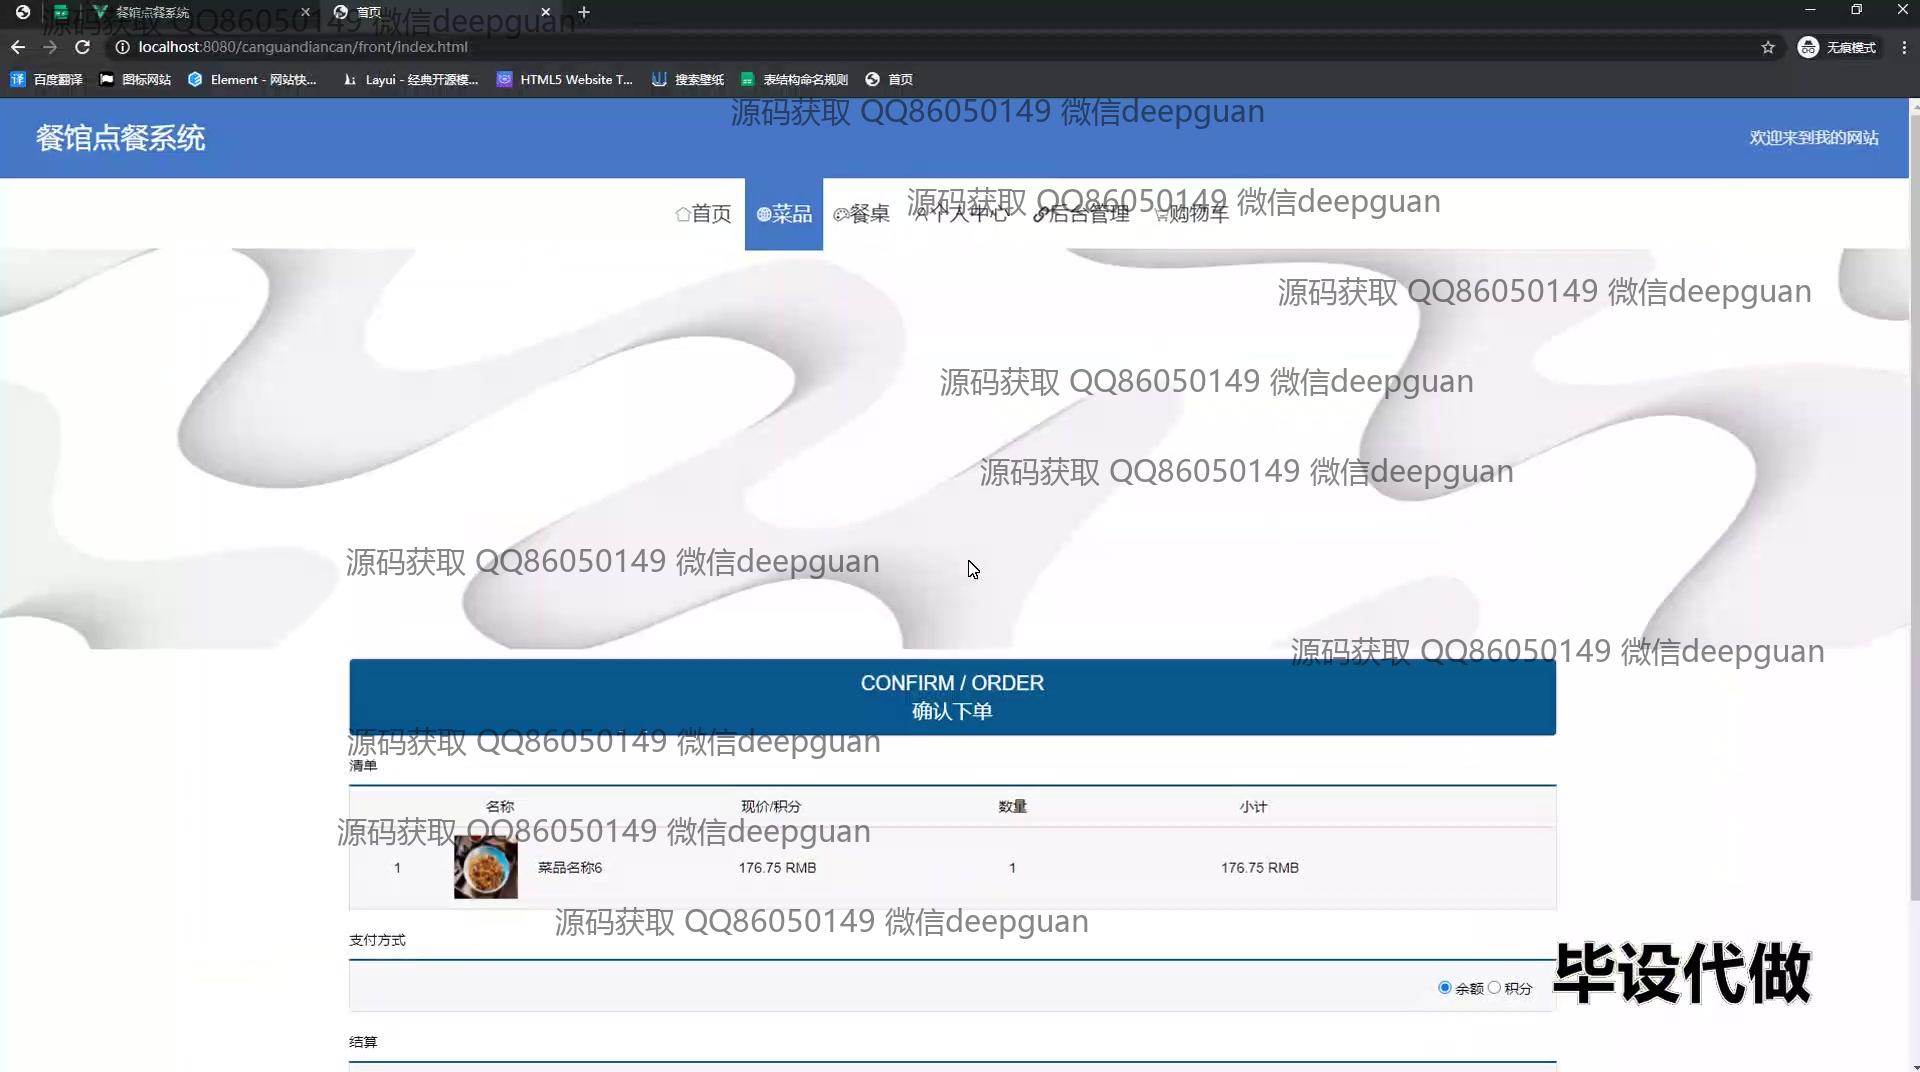 餐馆点餐系统
首页
源码获取 QQ86050149 微信deepguan
localhost:8080/canguandiancan/front/index.html
无痕模式
百度翻译
图标网站
Element - 网站快...
Layui - 经典开源模...
HTML5 Website T...
搜索壁纸
表结构命名规则
首页
源码获取 QQ86050149 微信deepguan
餐馆点餐系统
欢迎来到我的网站
源码获取 QQ86050149 微信deepguan
首页
菜品
餐桌
个人中心
后台管理
购物车
源码获取 QQ86050149 微信deepguan
源码获取 QQ86050149 微信deepguan
源码获取 QQ86050149 微信deepguan
源码获取 QQ86050149 微信deepguan
源码获取 QQ86050149 微信deepguan
CONFIRM / ORDER
确认下单
源码获取 QQ86050149 微信deepguan
清单
名称 现价/积分 数量 小计
源码获取 QQ86050149 微信deepguan
1 菜品名称6 176.75 RMB 1 176.75 RMB
源码获取 QQ86050149 微信deepguan
支付方式
余额 积分
毕设代做
结算